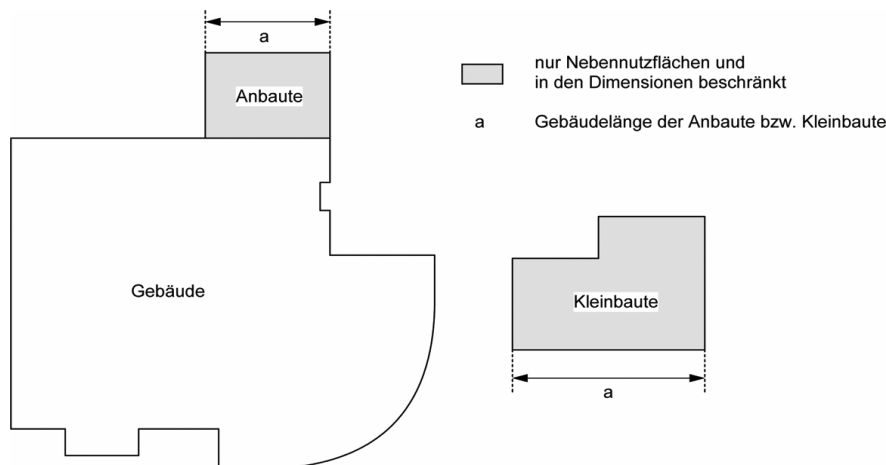 a
Anbaute
nur Nebennutzflächen und
in den Dimensionen beschränkt
a Gebäudelänge der Anbaute bzw. Kleinbaute
Gebäude
Kleinbaute
a